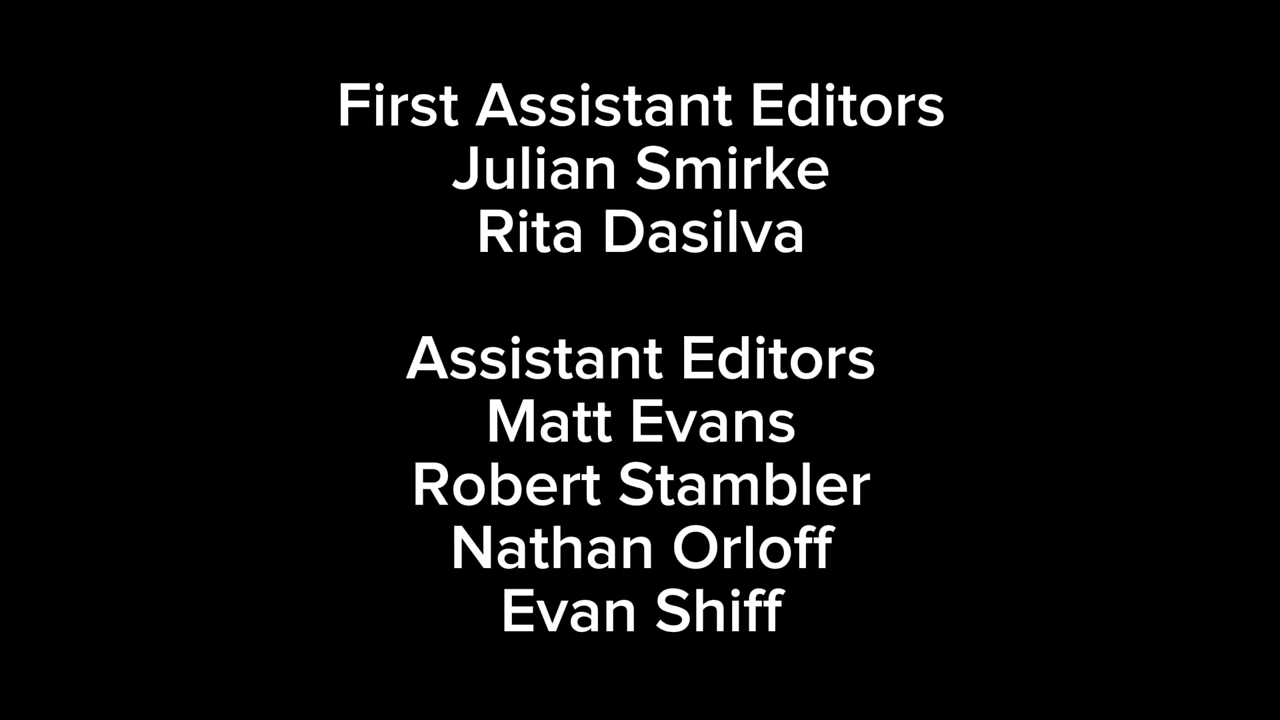 First Assistant Editors
Julian Smirke
Rita Dasilva
Assistant Editors
Matt Evans
Robert Stambler
Nathan Orloff
Evan Shiff